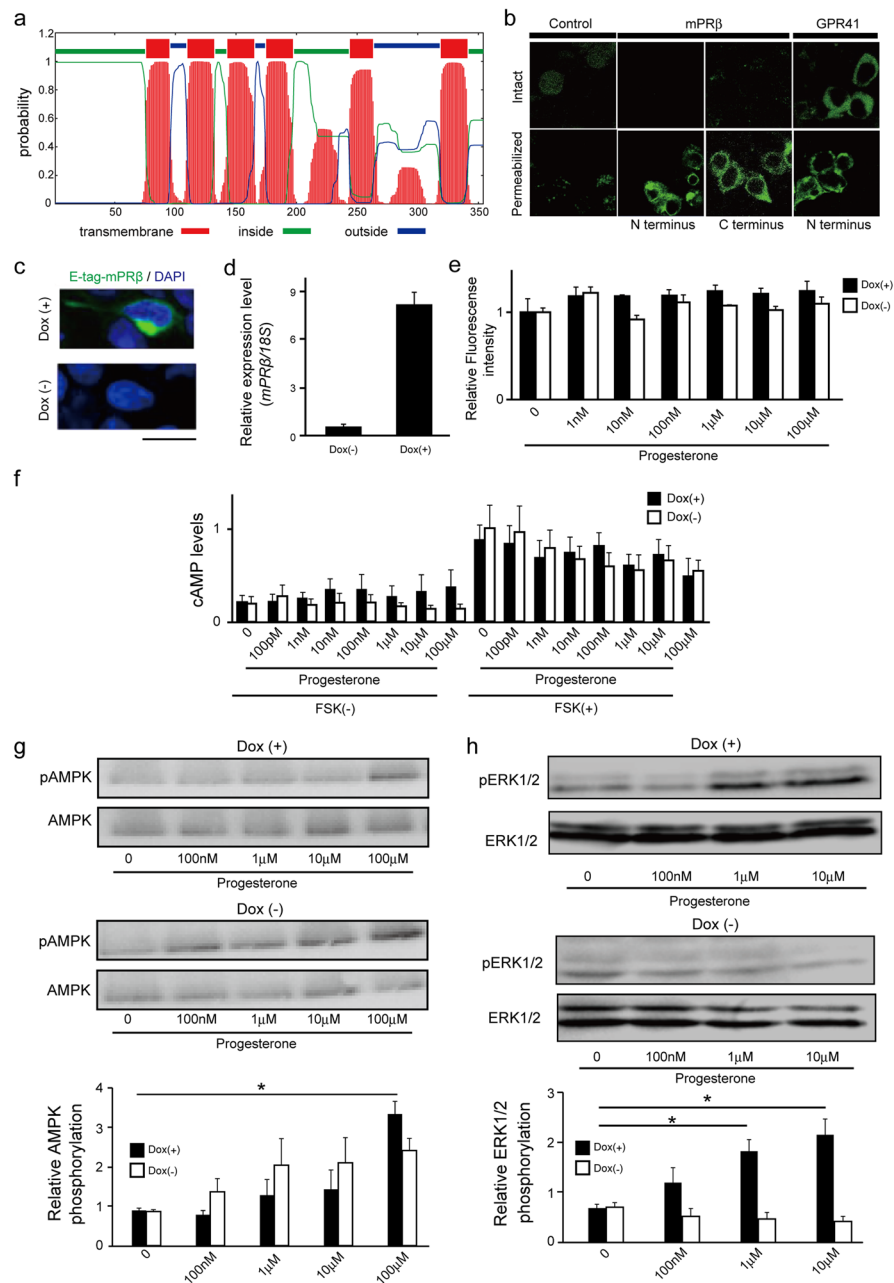 a
1.2
1
0.8
0.6
0.4
0.2
0
probability
50 100 150 200 250 300 350
transmembrane inside outside
b
Control mPRβ GPR41
Intact
Permeabilized
N terminus C terminus N terminus
c
E-tag-mPRβ / DAPI
Dox (+)
Dox (-)
d
Relative expression level
(mPRβ/18S)
9
6
3
0
Dox(-) Dox(+)
e
Relative Fluorescense
intensity
1
0
Dox(+)
Dox(-)
0 1nM 10nM 100nM 1μM 10μM 100μM
Progesterone
f
cAMP levels
1
0
Dox(+)
Dox(-)
0 100pM 1nM 10nM 100nM 1μM 10μM 100μM 0 100pM 1nM 10nM 100nM 1μM 10μM 100μM
Progesterone Progesterone
FSK(-) FSK(+)
g
Dox (+)
pAMPK
AMPK
0 100nM 1μM 10μM 100μM
Progesterone
Dox (-)
pAMPK
AMPK
0 100nM 1μM 10μM 100μM
Progesterone
Relative AMPK
phosphorylation
4
3
2
1
0
*
Dox(+)
Dox(-)
0 100nM 1μM 10μM 100μM
h
Dox (+)
pERK1/2
ERK1/2
0 100nM 1μM 10μM
Progesterone
Dox (-)
pERK1/2
ERK1/2
0 100nM 1μM 10μM
Progesterone
Relative ERK1/2
phosphorylation
3
2
1
0
*
*
Dox(+)
Dox(-)
0 100nM 1μM 10μM